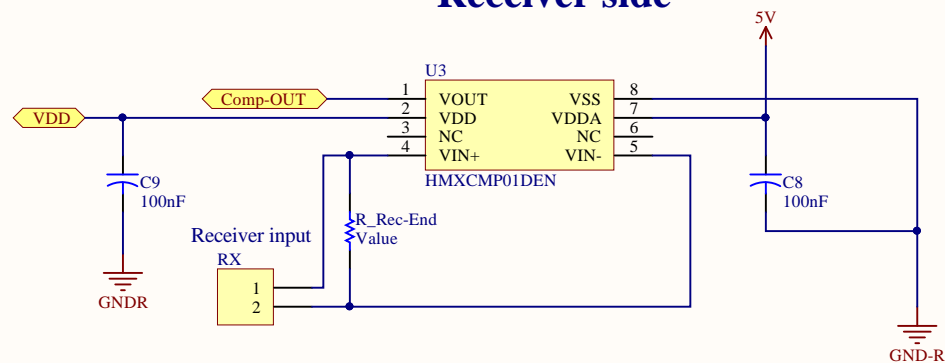 Receiver side
5V
U3
Comp-OUT
1 VOUT VSS 8
VDD
2 VDD VDDA 7
3 NC NC 6
4 VIN+ VIN- 5
HMXCMP01DEN
C9
100nF
C8
100nF
R_Rec-End
Value
Receiver input
RX
1
2
GNDR
GND-R